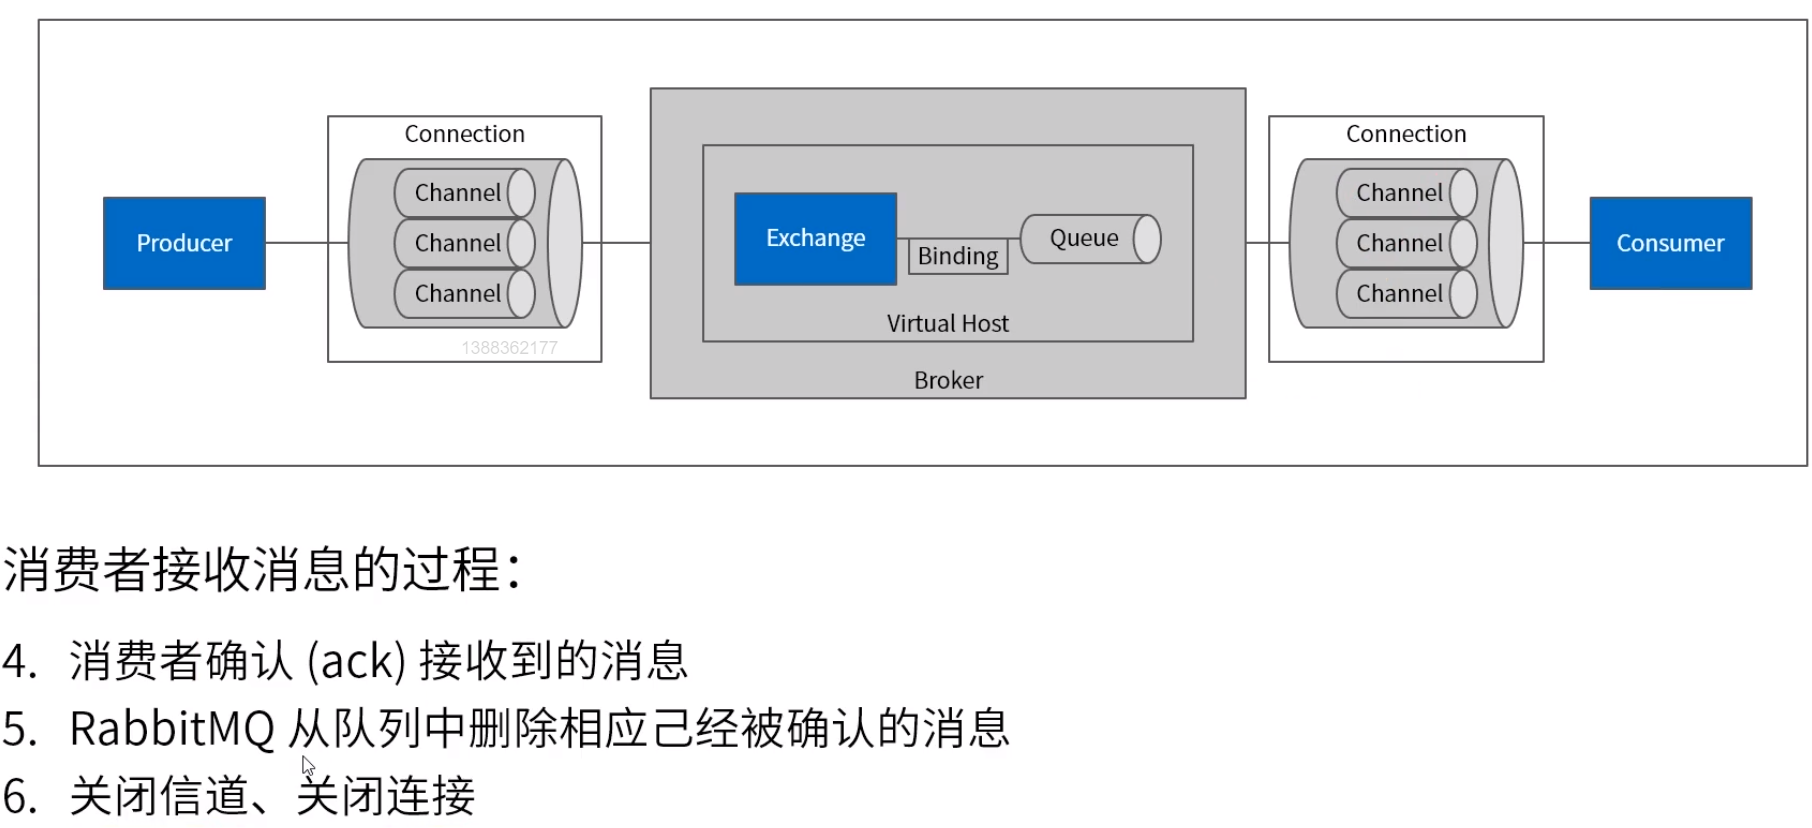 Connection
Connection
Channel
Channel
Producer
Channel
Channel
Exchange
Binding
Queue
Virtual Host
Broker
Channel
Channel
Consumer
1388362177
消费者接收消息的过程：
4. 消费者确认 (ack) 接收到的消息
5. RabbitMQ 从队列中删除相应己经被确认的消息
6. 关闭信道、关闭连接